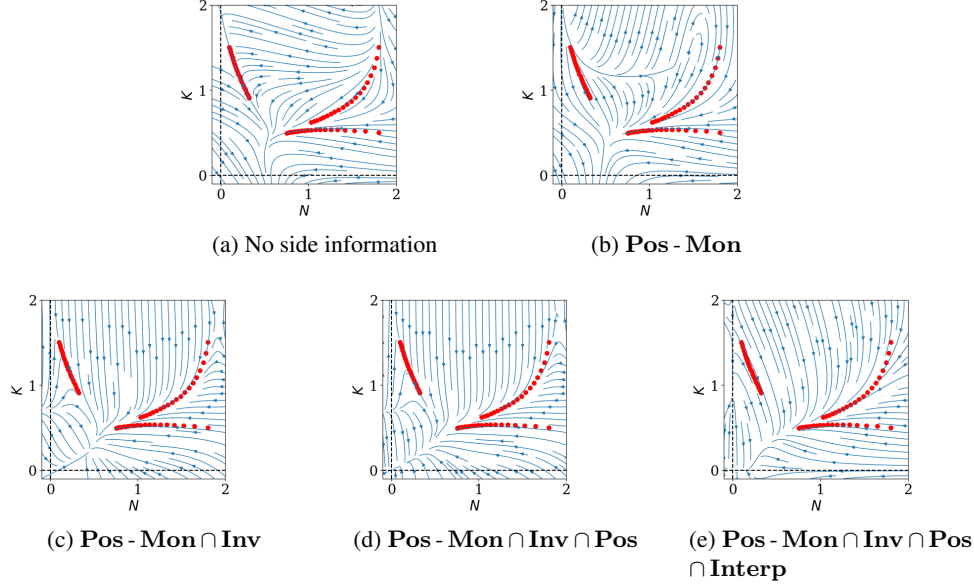 2
K
1
0
0
1
2
N
(a) No side information
2
K
1
0
0
1
2
N
(b) Pos - Mon
2
K
1
0
0
1
2
N
(c) Pos - Mon ∩ Inv
2
K
1
0
0
1
2
N
(d) Pos - Mon ∩ Inv ∩ Pos
2
K
1
0
0
1
2
N
(e) Pos - Mon ∩ Inv ∩ Pos
∩ Interp